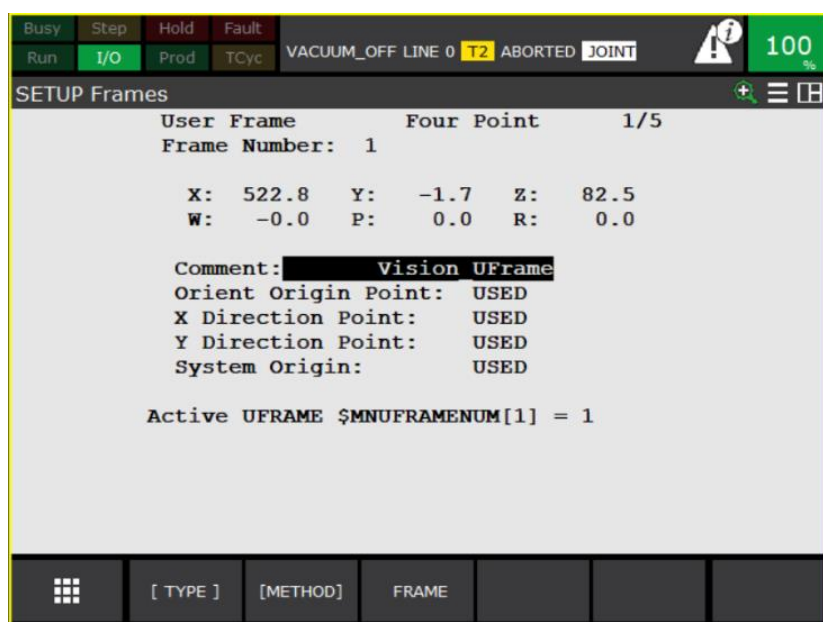 Busy Step Hold Fault
Run I/O Prod TCyc VACUUM_OFF LINE 0 T2 ABORTED JOINT i 100 %
SETUP Frames
User Frame Four Point 1/5
Frame Number: 1
X: 522.8 Y: -1.7 Z: 82.5
W: -0.0 P: 0.0 R: 0.0
Comment: Vision UFrame
Orient Origin Point: USED
X Direction Point: USED
Y Direction Point: USED
System Origin: USED
Active UFRAME $MNUFRAMENUM[1] = 1
[ TYPE ] [METHOD] FRAME